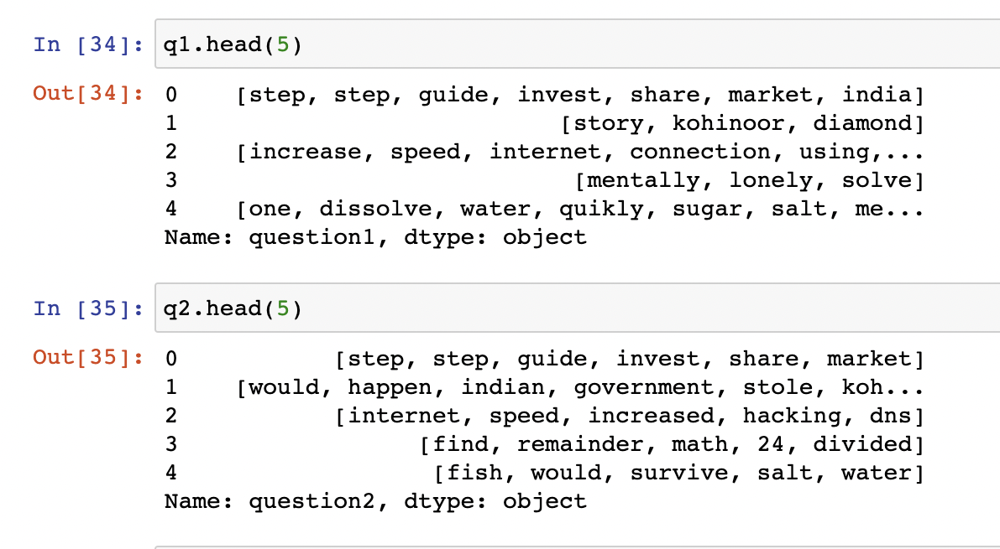 In [34]: q1.head(5)
Out[34]: 0 [step, step, guide, invest, share, market, india]
1 [story, kohinoor, diamond]
2 [increase, speed, internet, connection, using,...
3 [mentally, lonely, solve]
4 [one, dissolve, water, quikly, sugar, salt, me...
Name: question1, dtype: object
In [35]: q2.head(5)
Out[35]: 0 [step, step, guide, invest, share, market]
1 [would, happen, indian, government, stole, koh...
2 [internet, speed, increased, hacking, dns]
3 [find, remainder, math, 24, divided]
4 [fish, would, survive, salt, water]
Name: question2, dtype: object